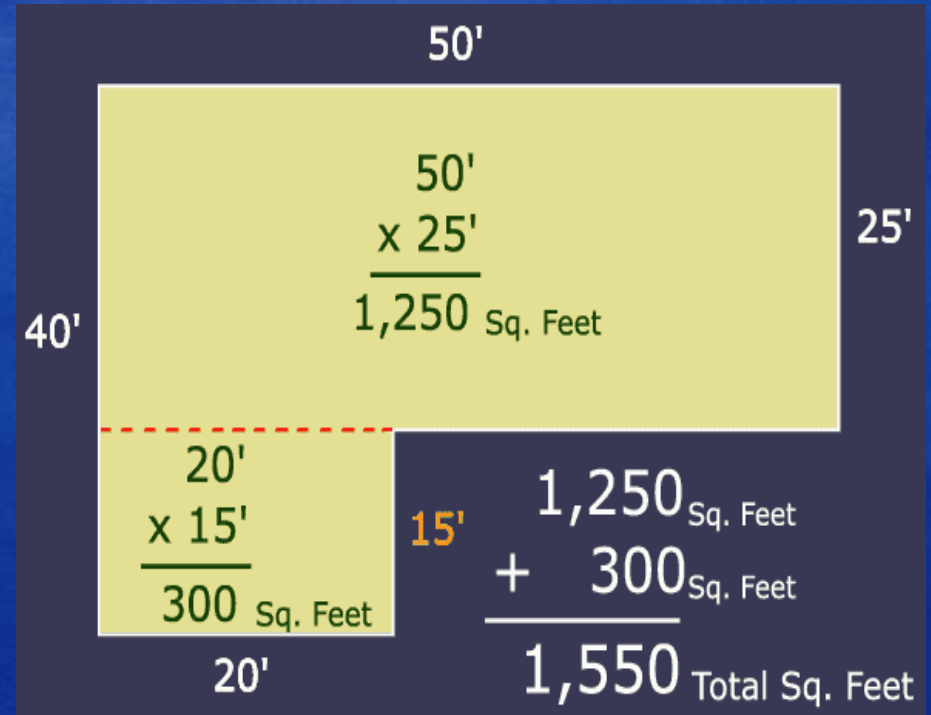 50'
50'
x 25'
1,250 Sq. Feet
25'
40'
20'
x 15'
300 Sq. Feet
15'
20'
1,250 Sq. Feet
+ 300 Sq. Feet
1,550 Total Sq. Feet